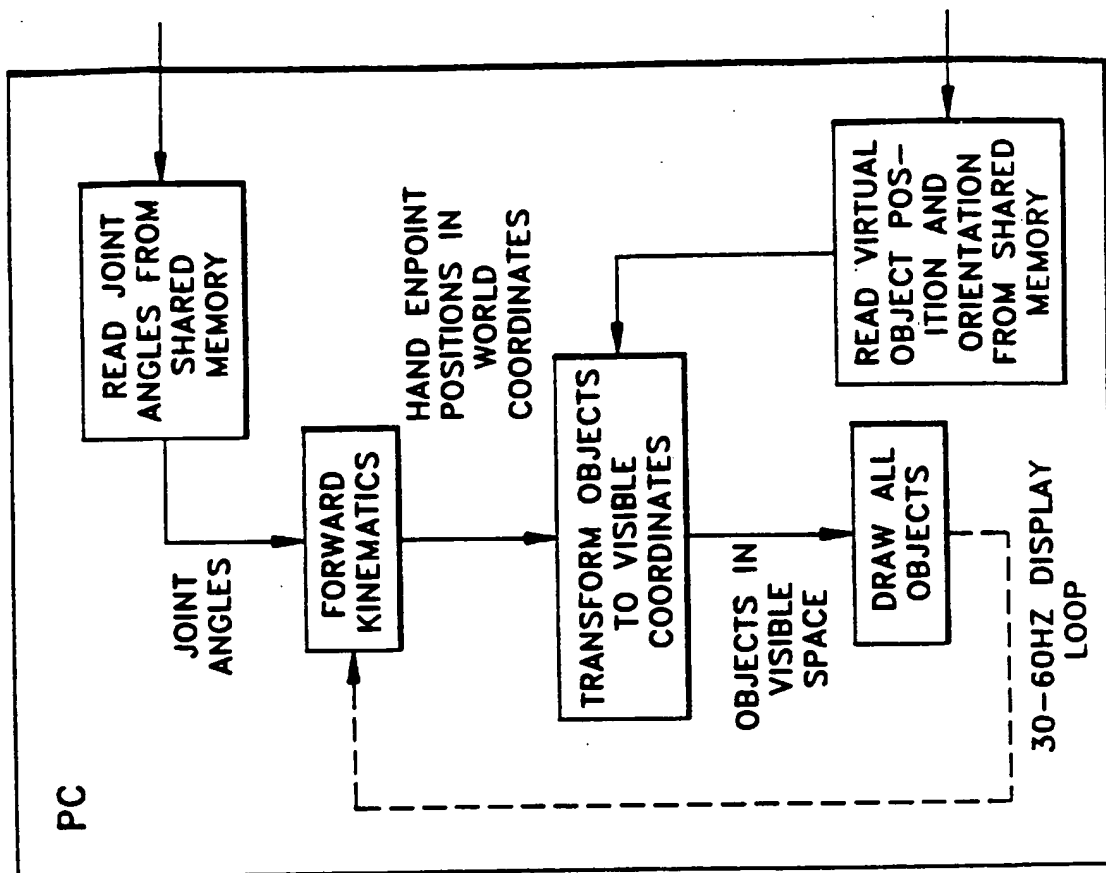 PC
READ JOINT
ANGLES FROM
SHARED
MEMORY
JOINT
ANGLES
FORWARD
KINEMATICS
HAND ENPOINT
POSITIONS IN
WORLD
COORDINATES
TRANSFORM OBJECTS
TO VISIBLE
COORDINATES
READ VIRTUAL
OBJECT POS-
ITION AND
ORIENTATION
FROM SHARED
MEMORY
OBJECTS IN
VISIBLE
SPACE
DRAW ALL
OBJECTS
30-60HZ DISPLAY
LOOP